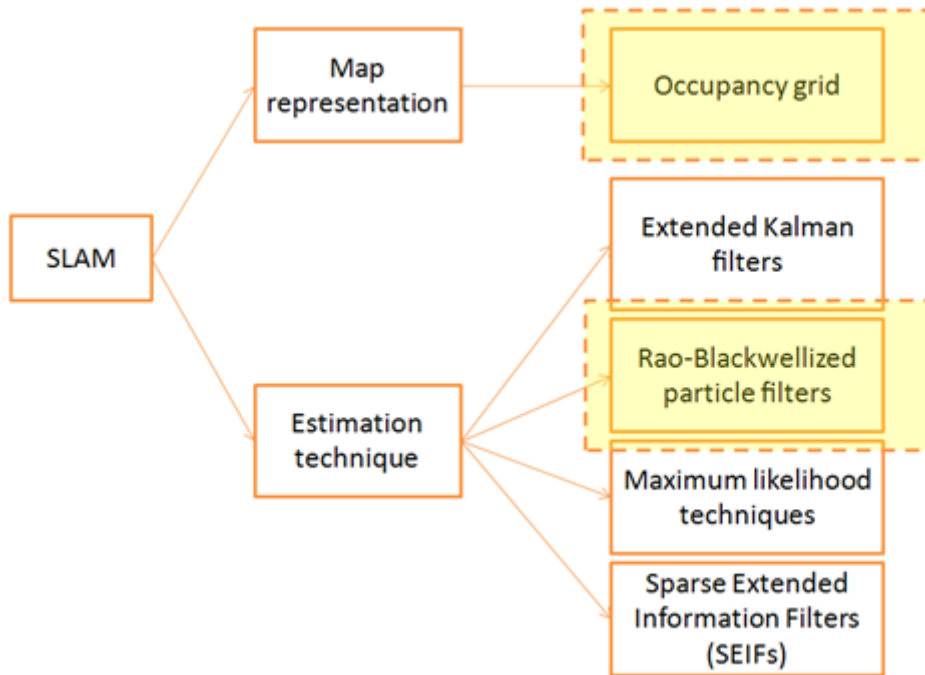 Map
representation
Occupancy grid
SLAM
Extended Kalman
filters
Rao-Blackwellized
particle filters
Estimation
technique
Maximum likelihood
techniques
Sparse Extended
Information Filters
(SEIFs)